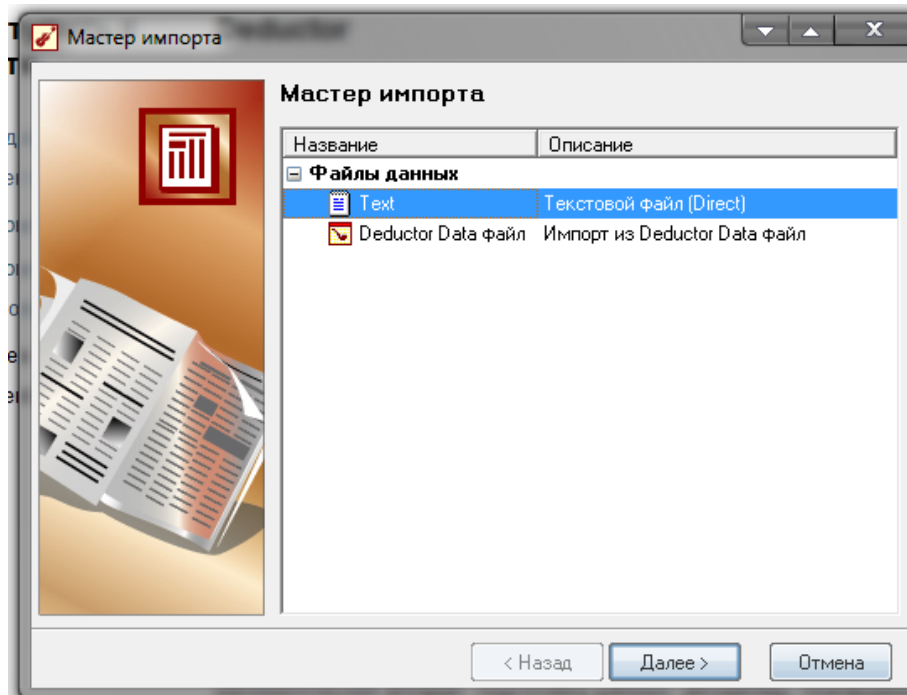 Мастер импорта
Мастер импорта
Название Описание
Файлы данных
Text Текстовой файл (Direct)
Deductor Data файл Импорт из Deductor Data файл
< Назад Далее > Отмена